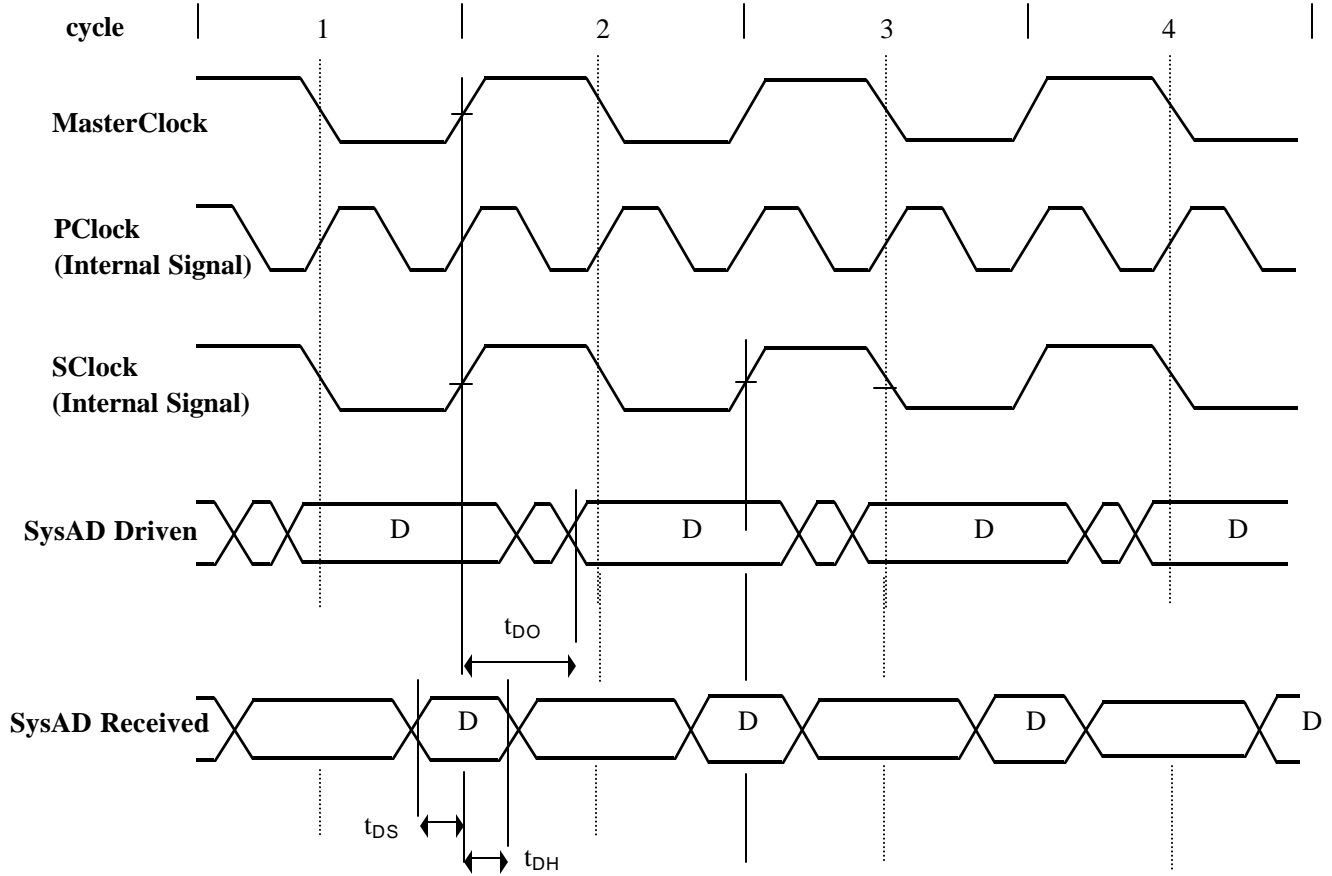 cycle 1 2 3 4
MasterClock
PClock
(Internal Signal)
SClock
(Internal Signal)
SysAD Driven D D D D
tDO
SysAD Received D D D D
tDS
tDH